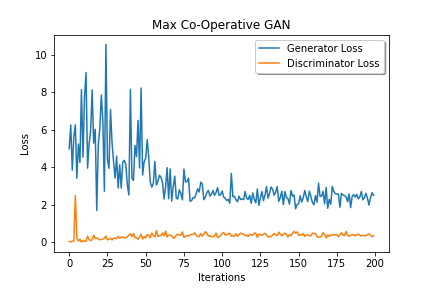 Max Co-Operative GAN
Generator Loss
Discriminator Loss
Loss
10
8
6
4
2
0
0 25 50 75 100 125 150 175 200
Iterations